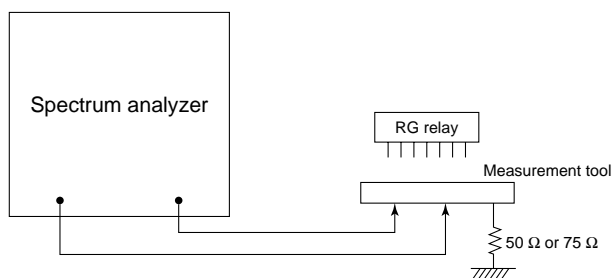 Spectrum analyzer
RG relay
Measurement tool
50 Ω or 75 Ω